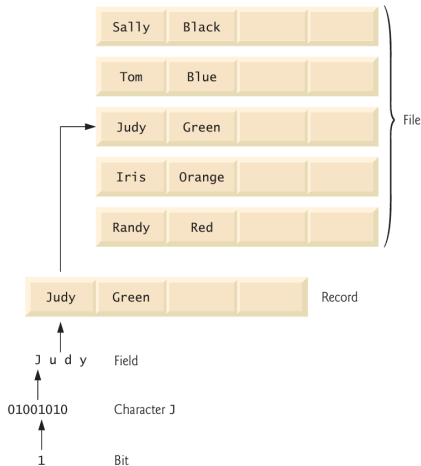 Sally Black
Tom Blue
Judy Green
File
Iris Orange
Randy Red
Judy Green Record
J u d y Field
01001010 Character J
1 Bit